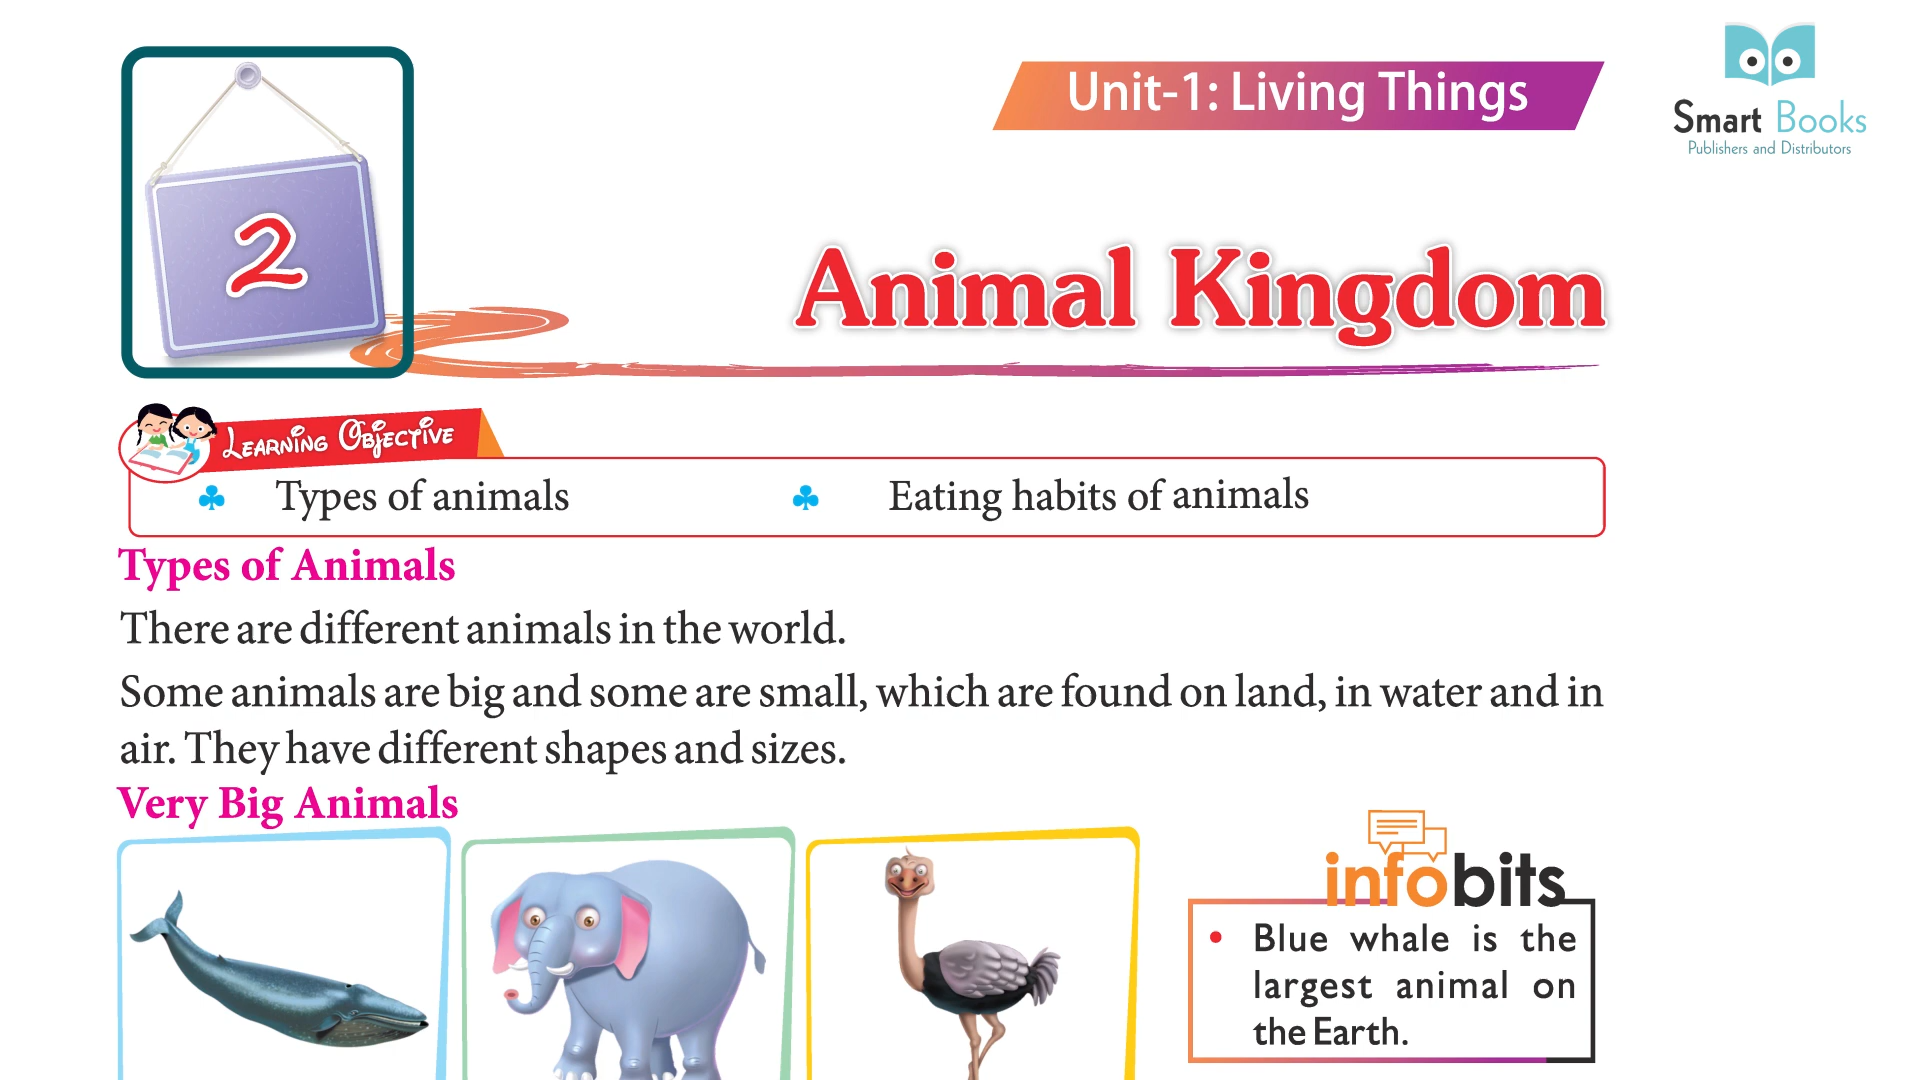 Unit-1: Living Things
Smart Books
Publishers and Distributors
2
Animal Kingdom
Learning Objective
♣ Types of animals ♣ Eating habits of animals
Types of Animals
There are different animals in the world.
Some animals are big and some are small, which are found on land, in water and in
air. They have different shapes and sizes.
Very Big Animals
infobits
• Blue whale is the
largest animal on
the Earth.